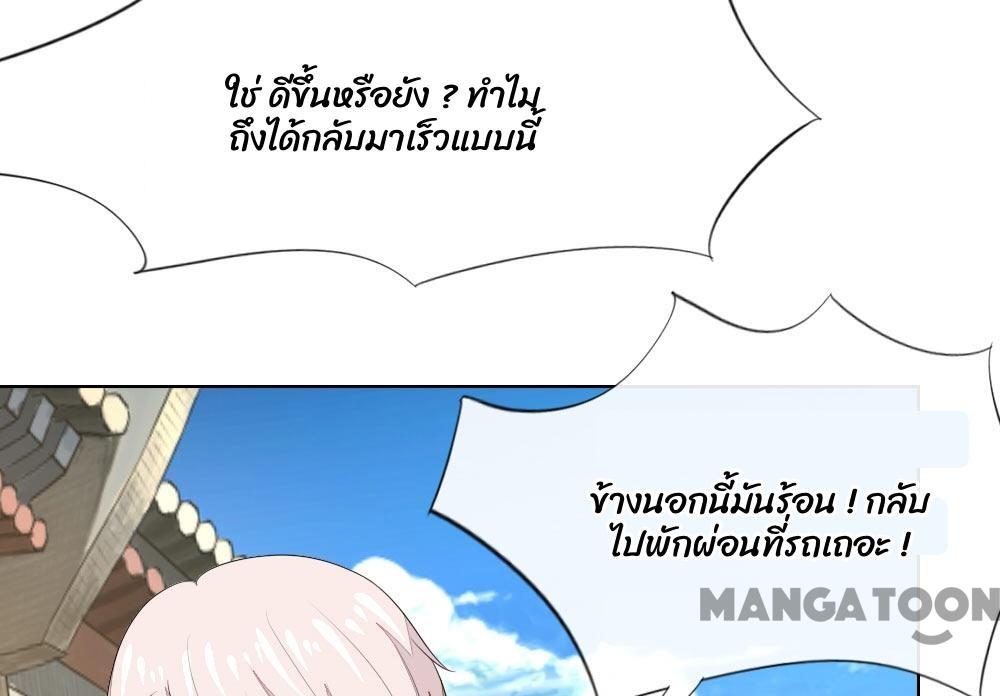 ใช่ ดีขึ้นหรือยัง ? ทำไม
ถึงได้กลับมาเร็วแบบนี้
ข้างนอกนี้มันร้อน ! กลับ
ไปพักผ่อนที่รถเถอะ !
MANGATOON